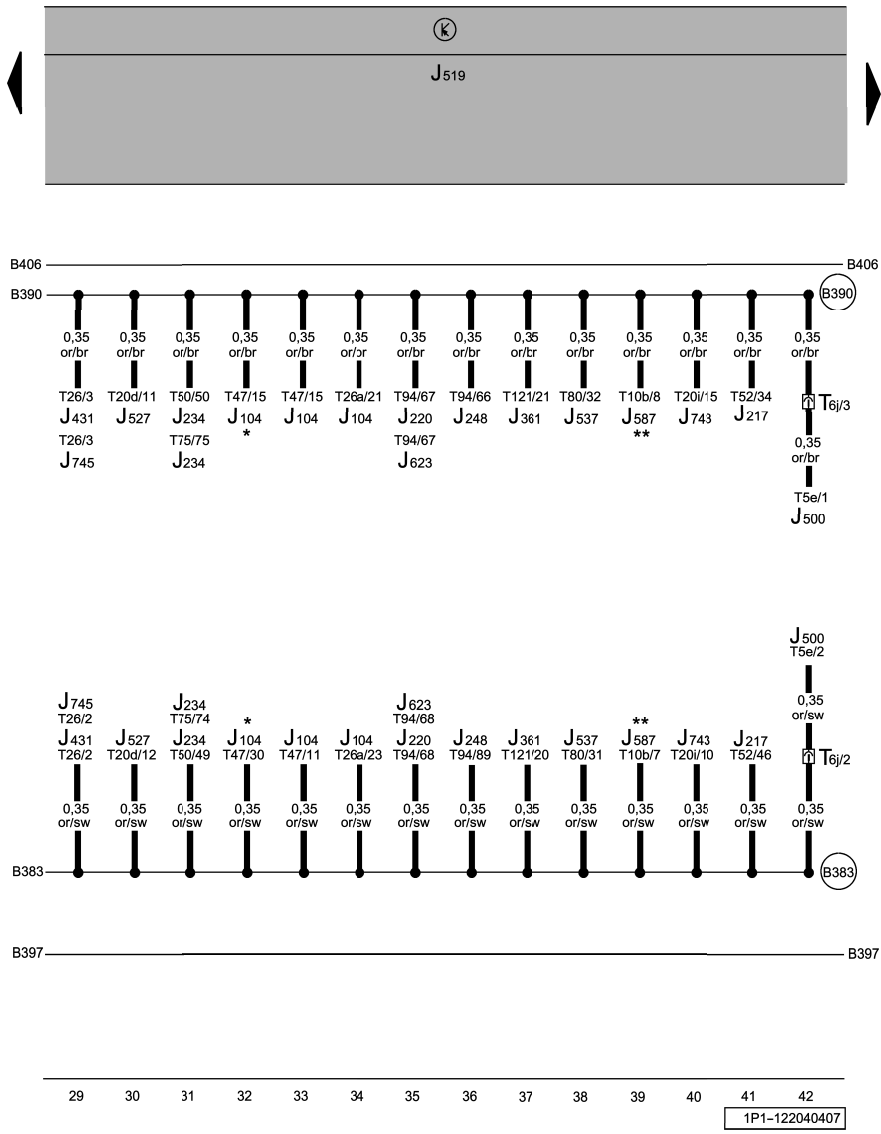 K
J519
B406 B406
B390 B390
0,35 0,35 0,35 0,35 0,35 0,35 0,35 0,35 0,35 0,35 0,35 0,35 0,35 0,35
or/br or/br or/br or/br or/br or/br or/br or/br or/br or/br or/br or/br or/br or/br
T26/3 T20d/11 T50/50 T47/15 T47/15 T26a/21 T94/67 T94/66 T121/21 T80/32 T10b/8 T20i/15 T52/34 T6j/3
J431 J527 J234 J104 J104 J104 J220 J248 J361 J537 J587 J743 J217
* **
T26/3 T75/75 T94/67 0,35
J745 J234 J623 or/br
T5e/1
J500
J500
T5e/2
J745 J234 J623 0,35
T26/2 T75/74 * T94/68 ** or/sw
J431 J527 J234 J104 J104 J104 J220 J248 J361 J537 J587 J743 J217
T26/2 T20d/12 T50/49 T47/30 T47/11 T26a/23 T94/68 T94/89 T121/20 T80/31 T10b/7 T20i/10 T52/46 T6j/2
0,35 0,35 0,35 0,35 0,35 0,35 0,35 0,35 0,35 0,35 0,35 0,35 0,35 0,35
or/sw or/sw or/sw or/sw or/sw or/sw or/sw or/sw or/sw or/sw or/sw or/sw or/sw or/sw
B383 B383
B397 B397
29 30 31 32 33 34 35 36 37 38 39 40 41 42
1P1-122040407